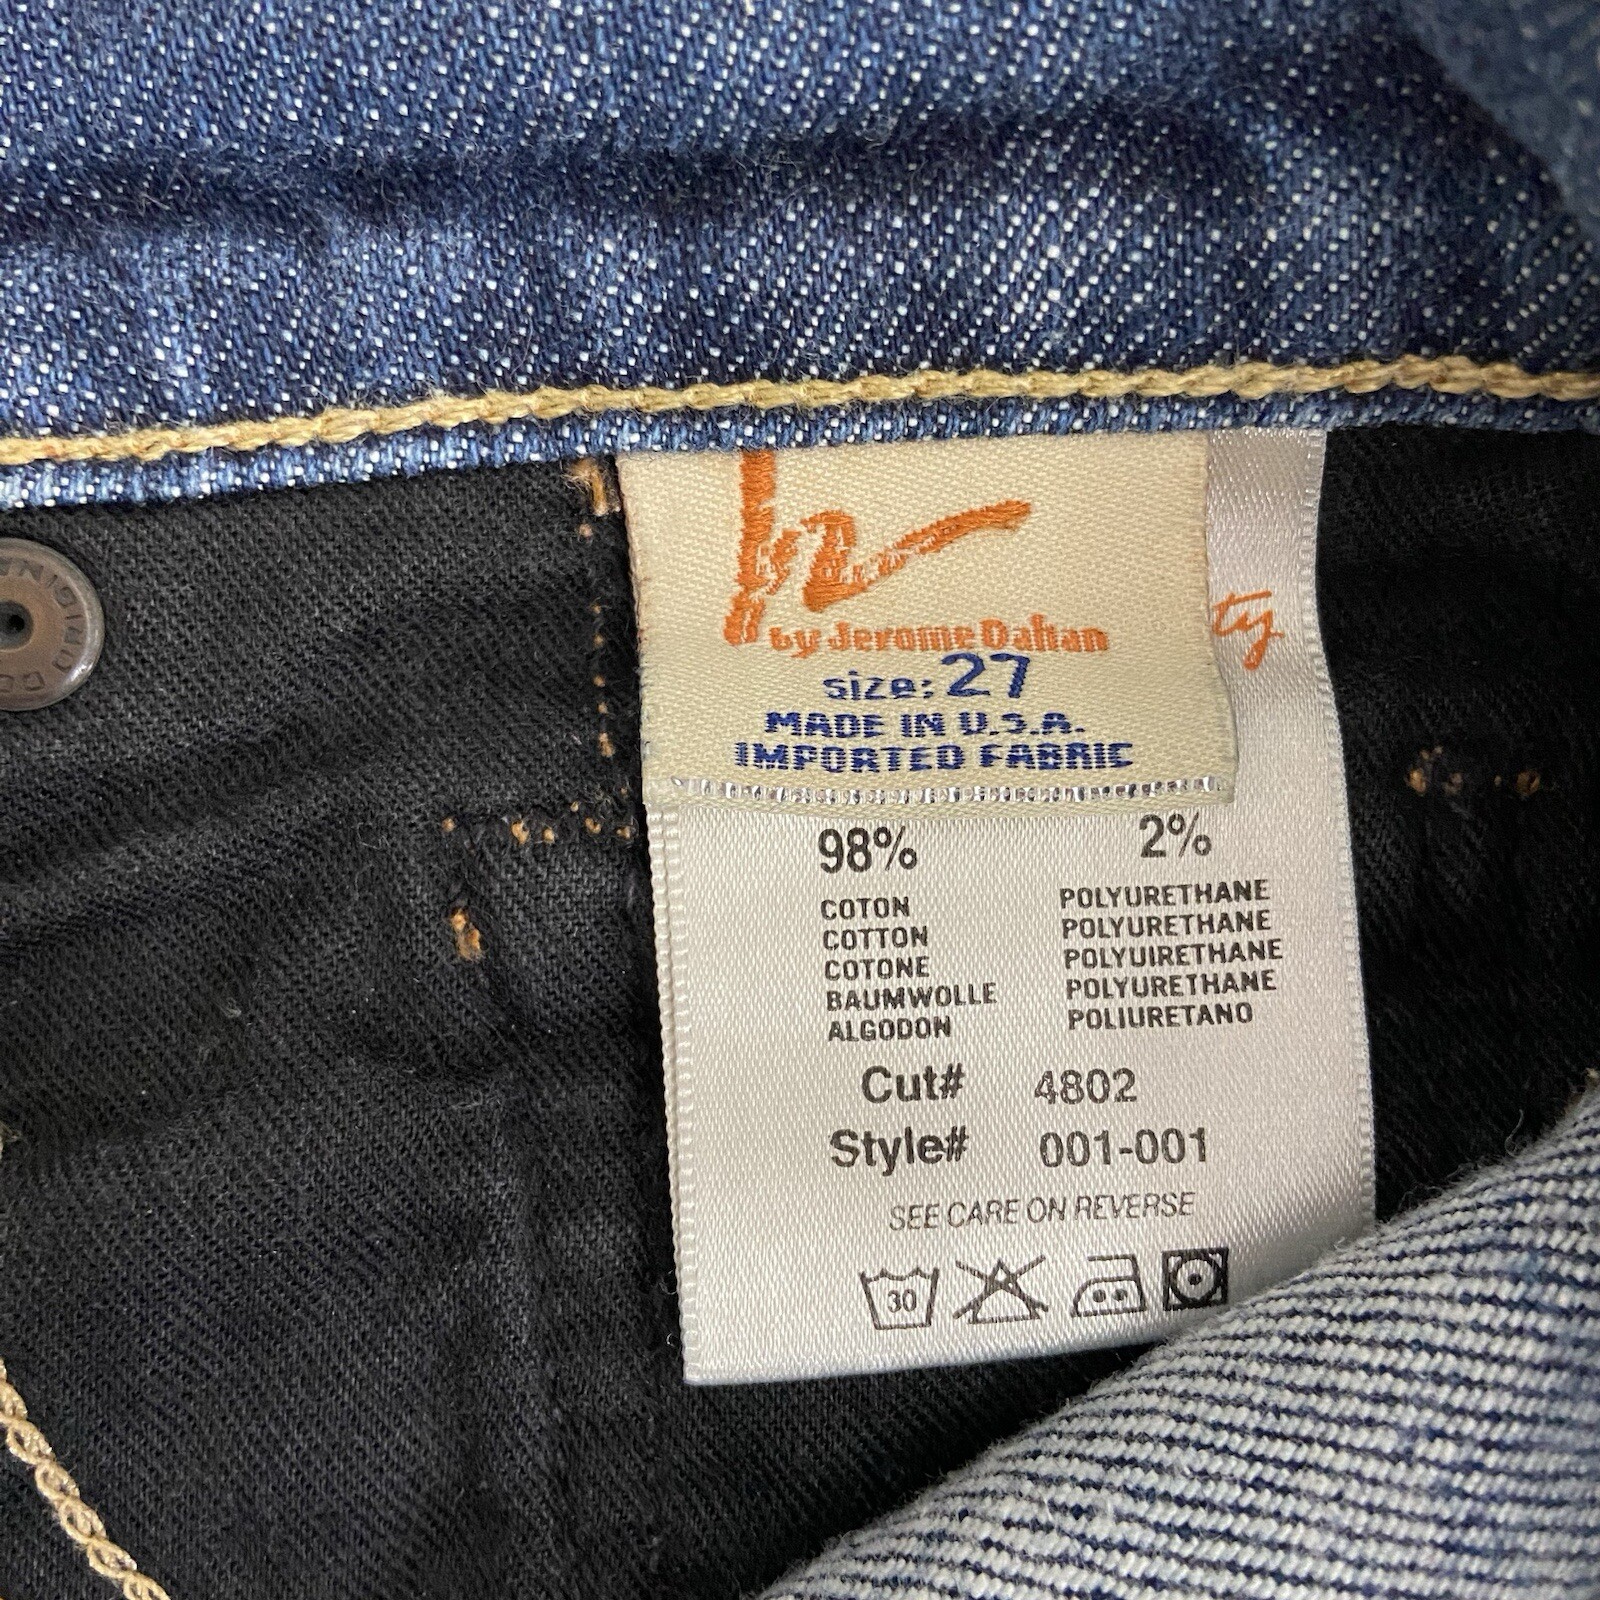 by Jerome Dahan
size: 27
MADE IN U.S.A.
IMPORTED FABRIC
ty
98% 2%
COTON POLYURETHANE
COTTON POLYURETHANE
COTONE POLYUIRETHANE
BAUMWOLLE POLYURETHANE
ALGODON POLIURETANO
Cut# 4802
Style# 001-001
SEE CARE ON REVERSE
30